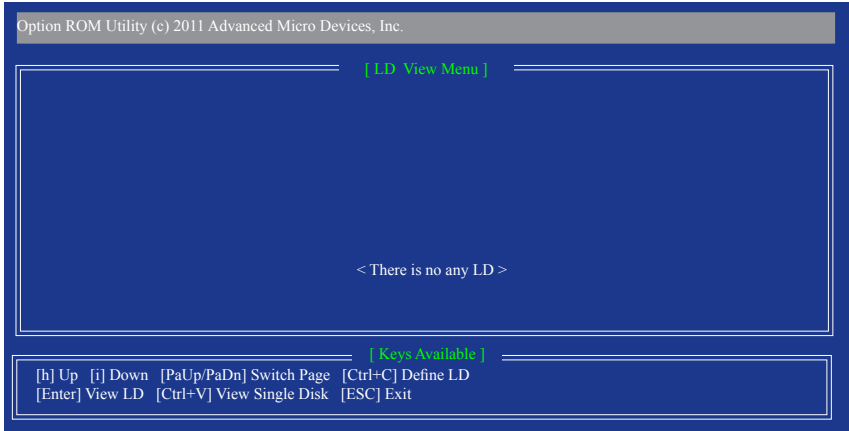 Option ROM Utility (c) 2011 Advanced Micro Devices, Inc.
[ LD View Menu ]
< There is no any LD >
[ Keys Available ]
[h] Up [i] Down [PaUp/PaDn] Switch Page [Ctrl+C] Define LD
[Enter] View LD [Ctrl+V] View Single Disk [ESC] Exit